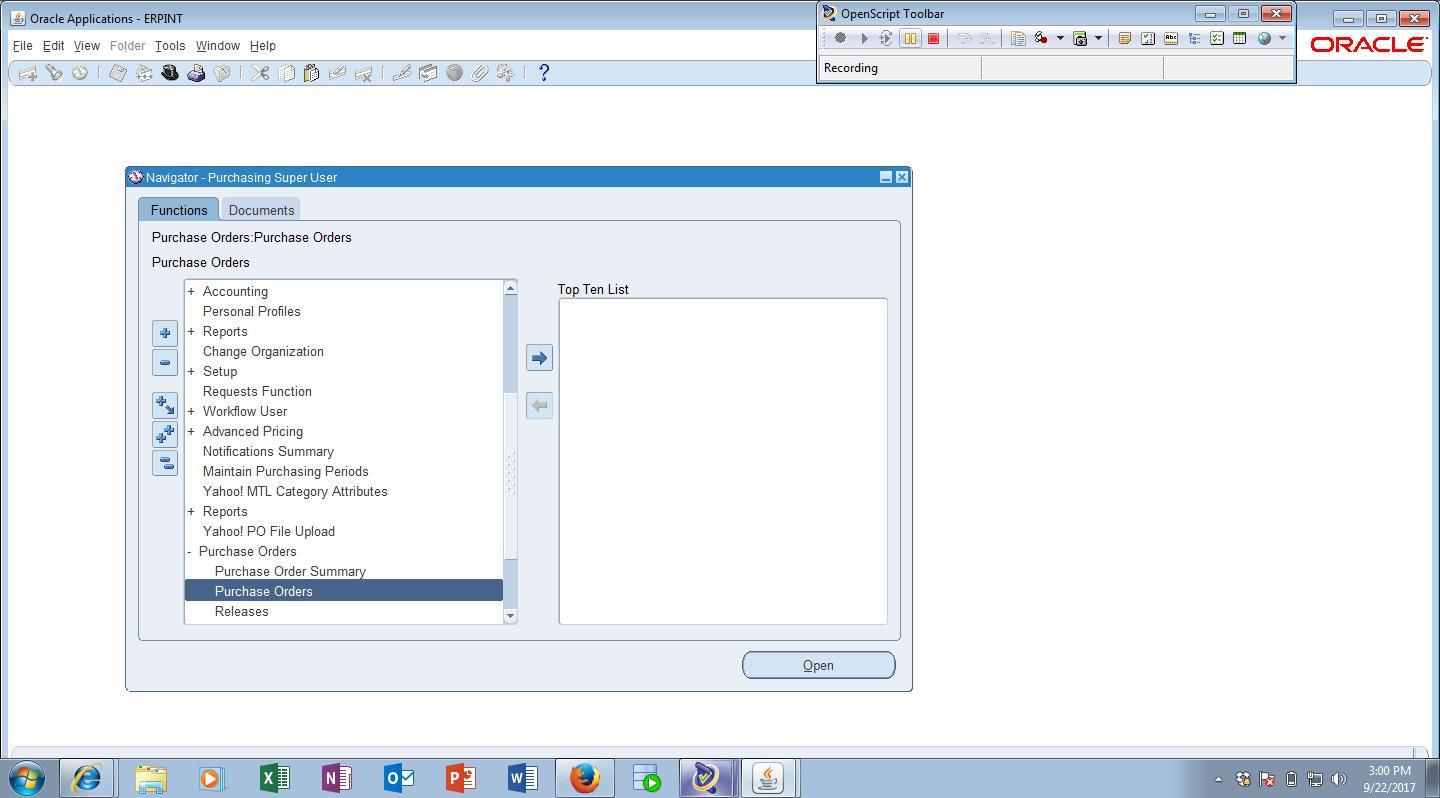 Oracle Applications - ERPINT
OpenScript Toolbar
File Edit View Folder Tools Window Help
ORACLE
Recording
Navigator - Purchasing Super User
Functions Documents
Purchase Orders:Purchase Orders
Purchase Orders
Top Ten List
+ Accounting
Personal Profiles
+ Reports
Change Organization
+ Setup
Requests Function
+ Workflow User
+ Advanced Pricing
Notifications Summary
Maintain Purchasing Periods
Yahoo! MTL Category Attributes
+ Reports
Yahoo! PO File Upload
- Purchase Orders
Purchase Order Summary
Purchase Orders
Releases
Open
3:00 PM
9/22/2017